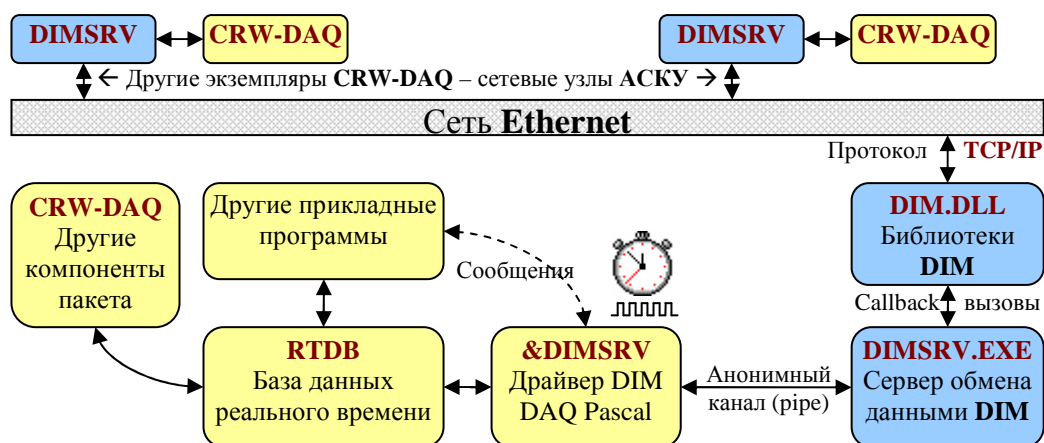 DIMSRV
CRW-DAQ
DIMSRV
CRW-DAQ
← Другие экземпляры CRW-DAQ – сетевые узлы АСКУ →
Сеть Ethernet
Протокол TCP/IP
CRW-DAQ
Другие
компоненты
пакета
Другие прикладные
программы
Сообщения
DIM.DLL
Библиотеки
DIM
Callback вызовы
RTDB
База данных
реального времени
&DIMSRV
Драйвер DIM
DAQ Pascal
Анонимный
канал (pipe)
DIMSRV.EXE
Сервер обмена
данными DIM